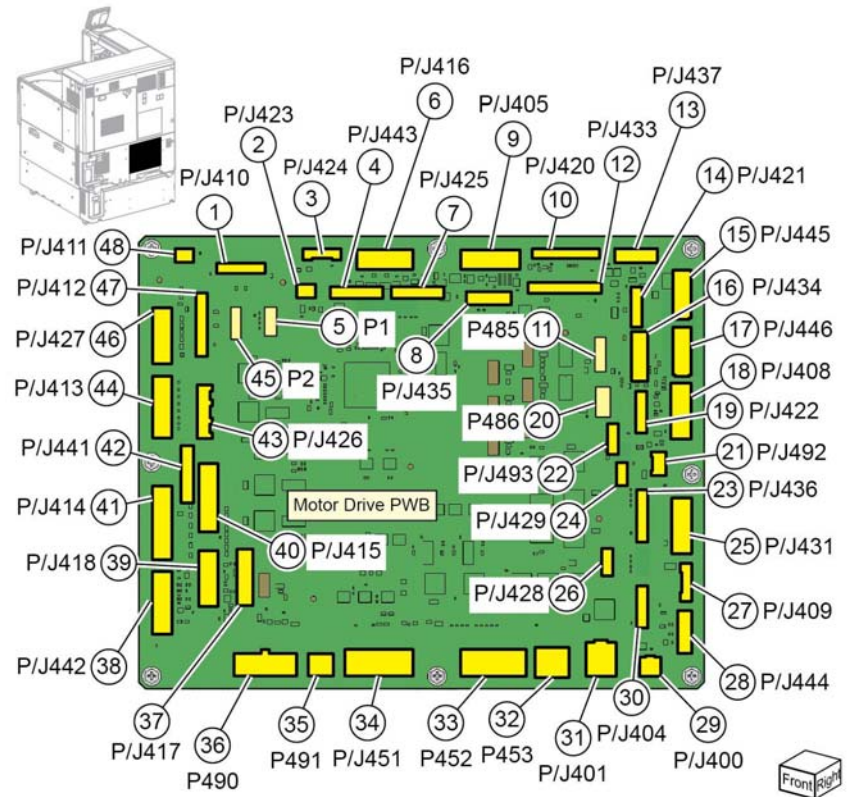 P/J410 1
P/J423 2
P/J424 3
P/J443 4
5 P1
P/J416 6
P/J425 7
8 P/J435
P/J405 9
P/J420 10
P485 11
P/J433 12
P/J437 13
14 P/J421
15 P/J445
16 P/J434
17 P/J446
18 P/J408
19 P/J422
P486 20
21 P/J492
P/J493 22
23 P/J436
P/J429 24
25 P/J431
P/J428 26
27 P/J409
28 P/J444
29 P/J400
30 P/J404
31 P/J401
32 P453
33 P452
34 P/J451
35 P491
36 P490
37 P/J417
P/J442 38
P/J418 39
40 P/J415
P/J414 41
P/J441 42
43 P/J426
P/J413 44
45 P2
P/J427 46
P/J412 47
P/J411 48
Motor Drive PWB
Front Right